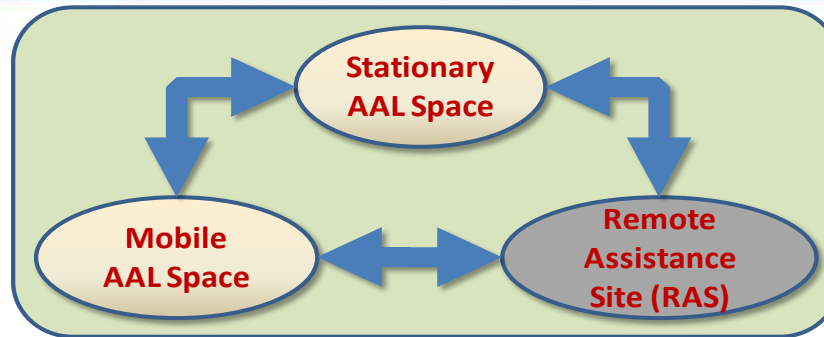 Stationary
AAL Space
Mobile
AAL Space
Remote
Assistance
Site (RAS)